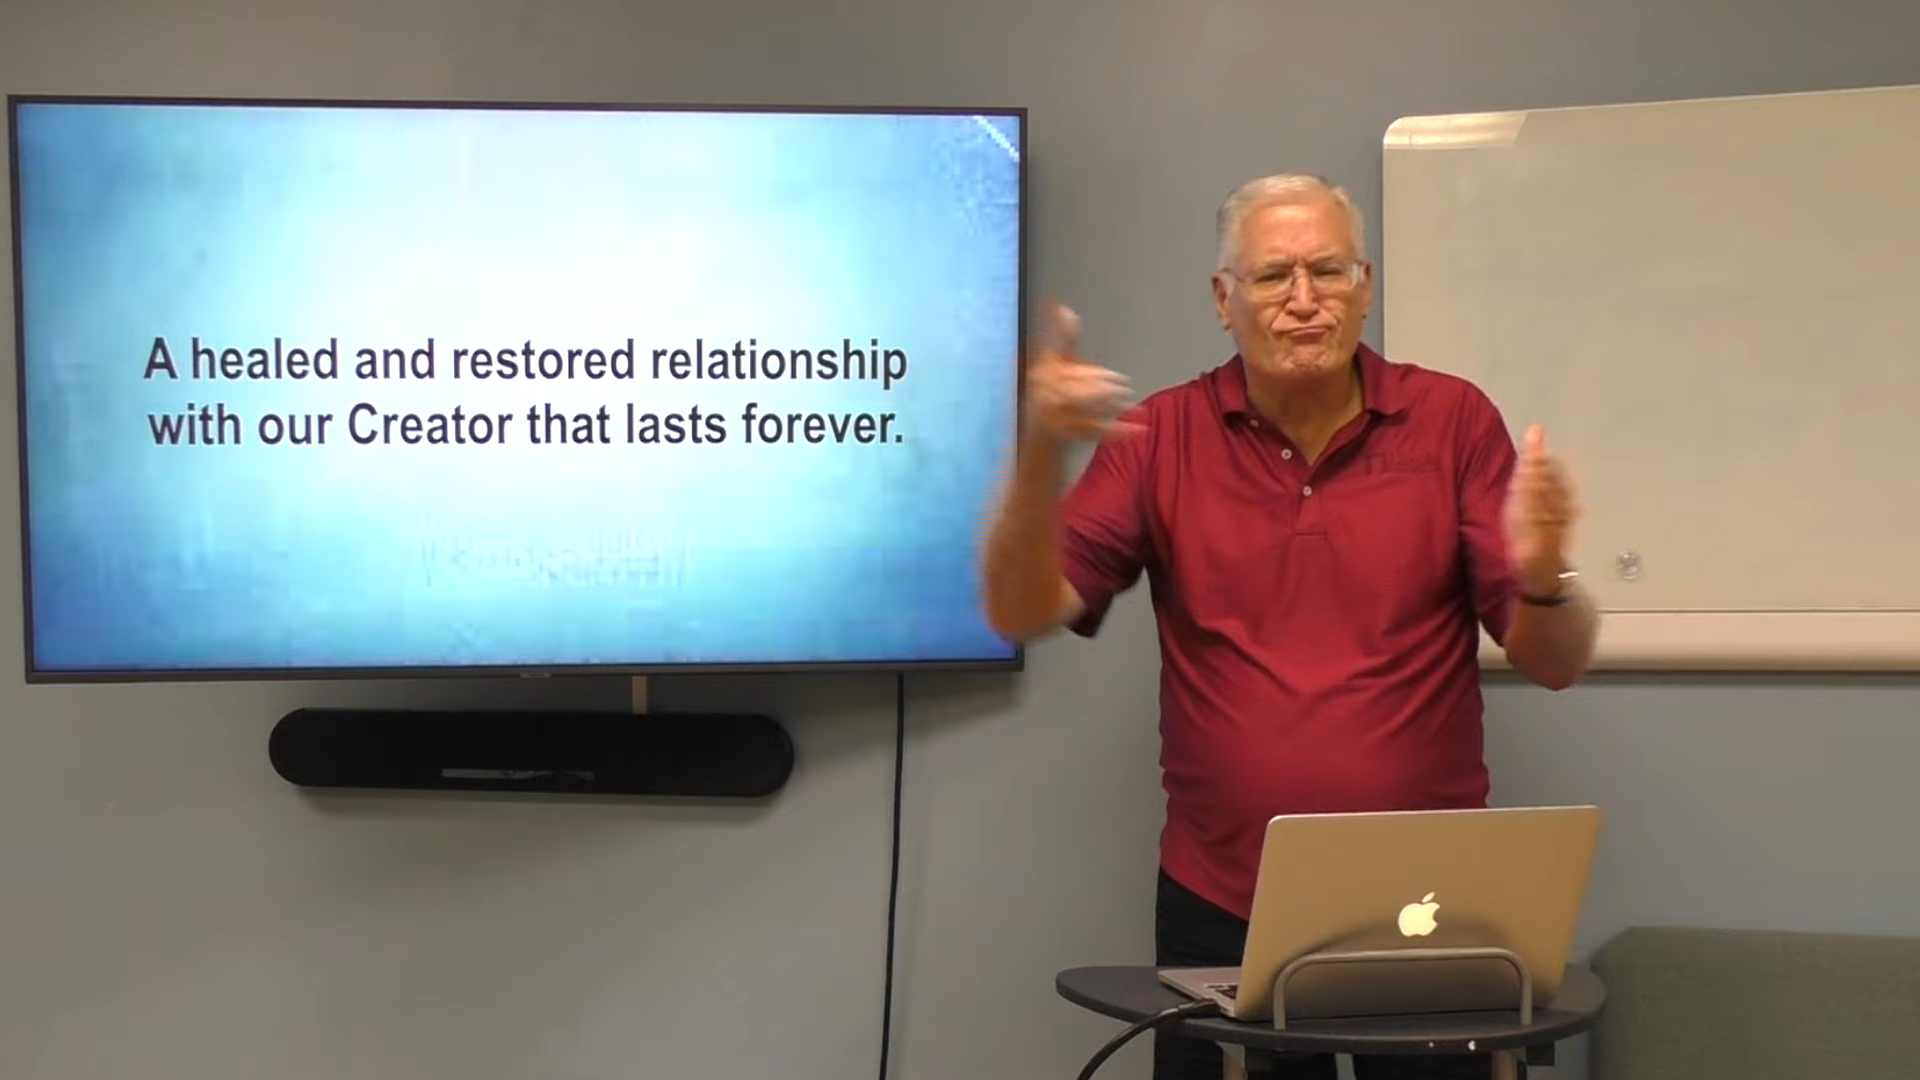 A healed and restored relationship
with our Creator that lasts forever.